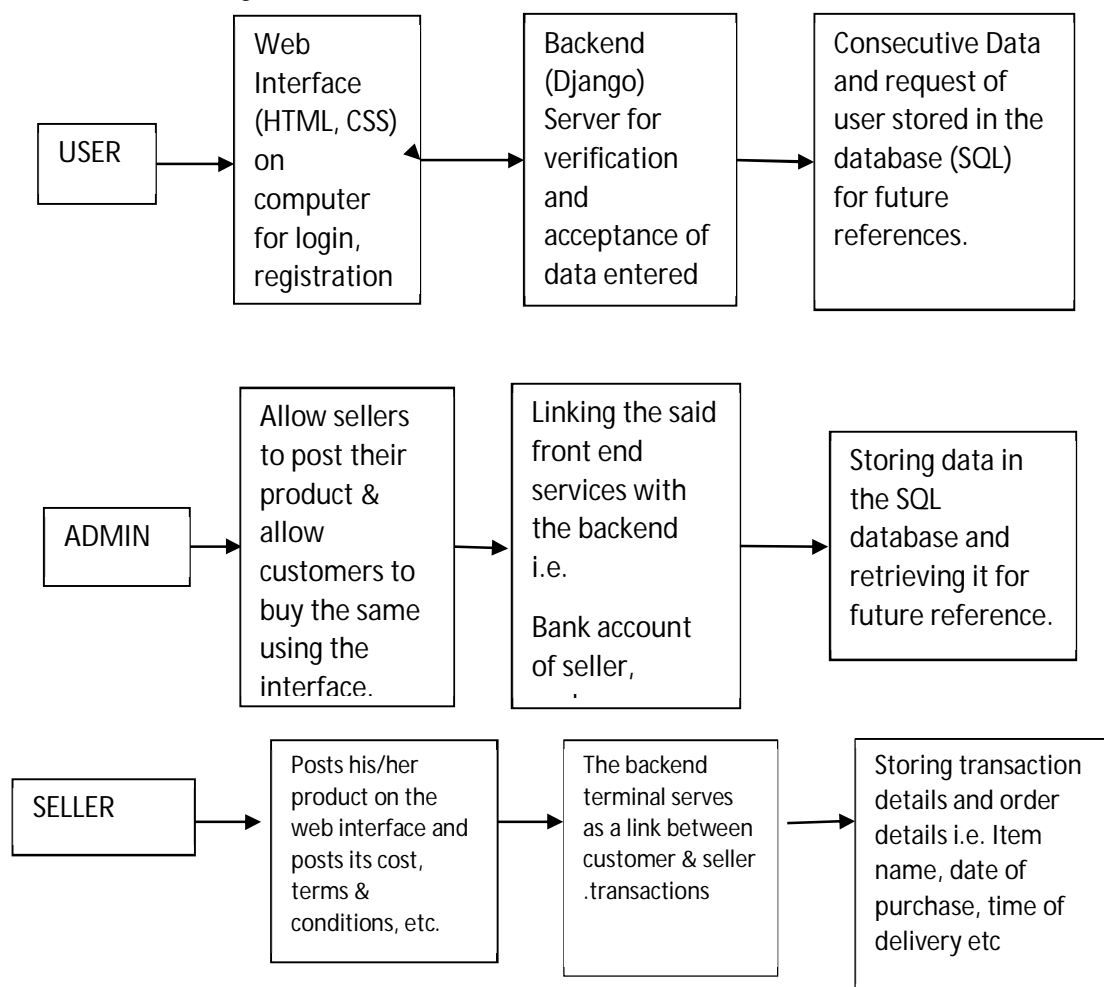 USER
Web
Interface
(HTML, CSS)
on
computer
for login,
registration
Backend
(Django)
Server for
verification
and
acceptance of
data entered
Consecutive Data
and request of
user stored in the
database (SQL)
for future
references.
ADMIN
Allow sellers
to post their
product &
allow
customers to
buy the same
using the
interface.
Linking the said
front end
services with
the backend
i.e.
Bank account
of seller,
Storing data in
the SQL
database and
retrieving it for
future reference.
SELLER
Posts his/her
product on the
web interface and
posts its cost,
terms &
conditions, etc.
The backend
terminal serves
as a link between
customer & seller
.transactions
Storing transaction
details and order
details i.e. Item
name, date of
purchase, time of
delivery etc